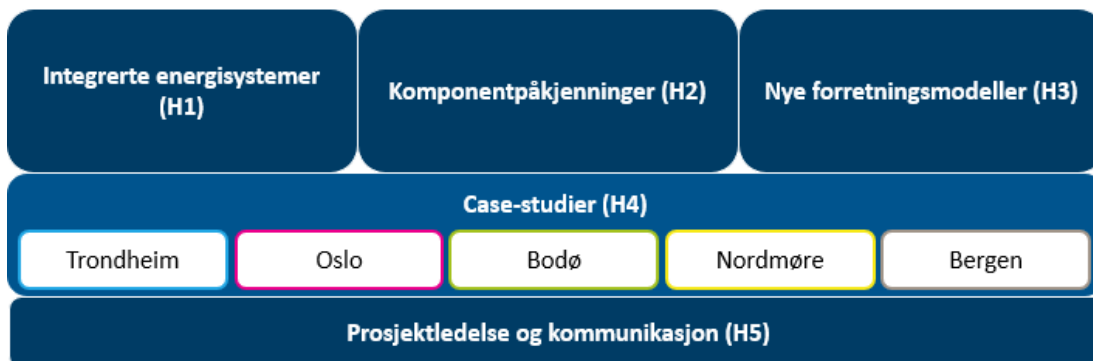 Integrerte energisystemer
(H1)
Komponentpåkjenninger (H2)
Nye forretningsmodeller (H3)
Case-studier (H4)
Trondheim
Oslo
Bodø
Nordmøre
Bergen
Prosjektledelse og kommunikasjon (H5)